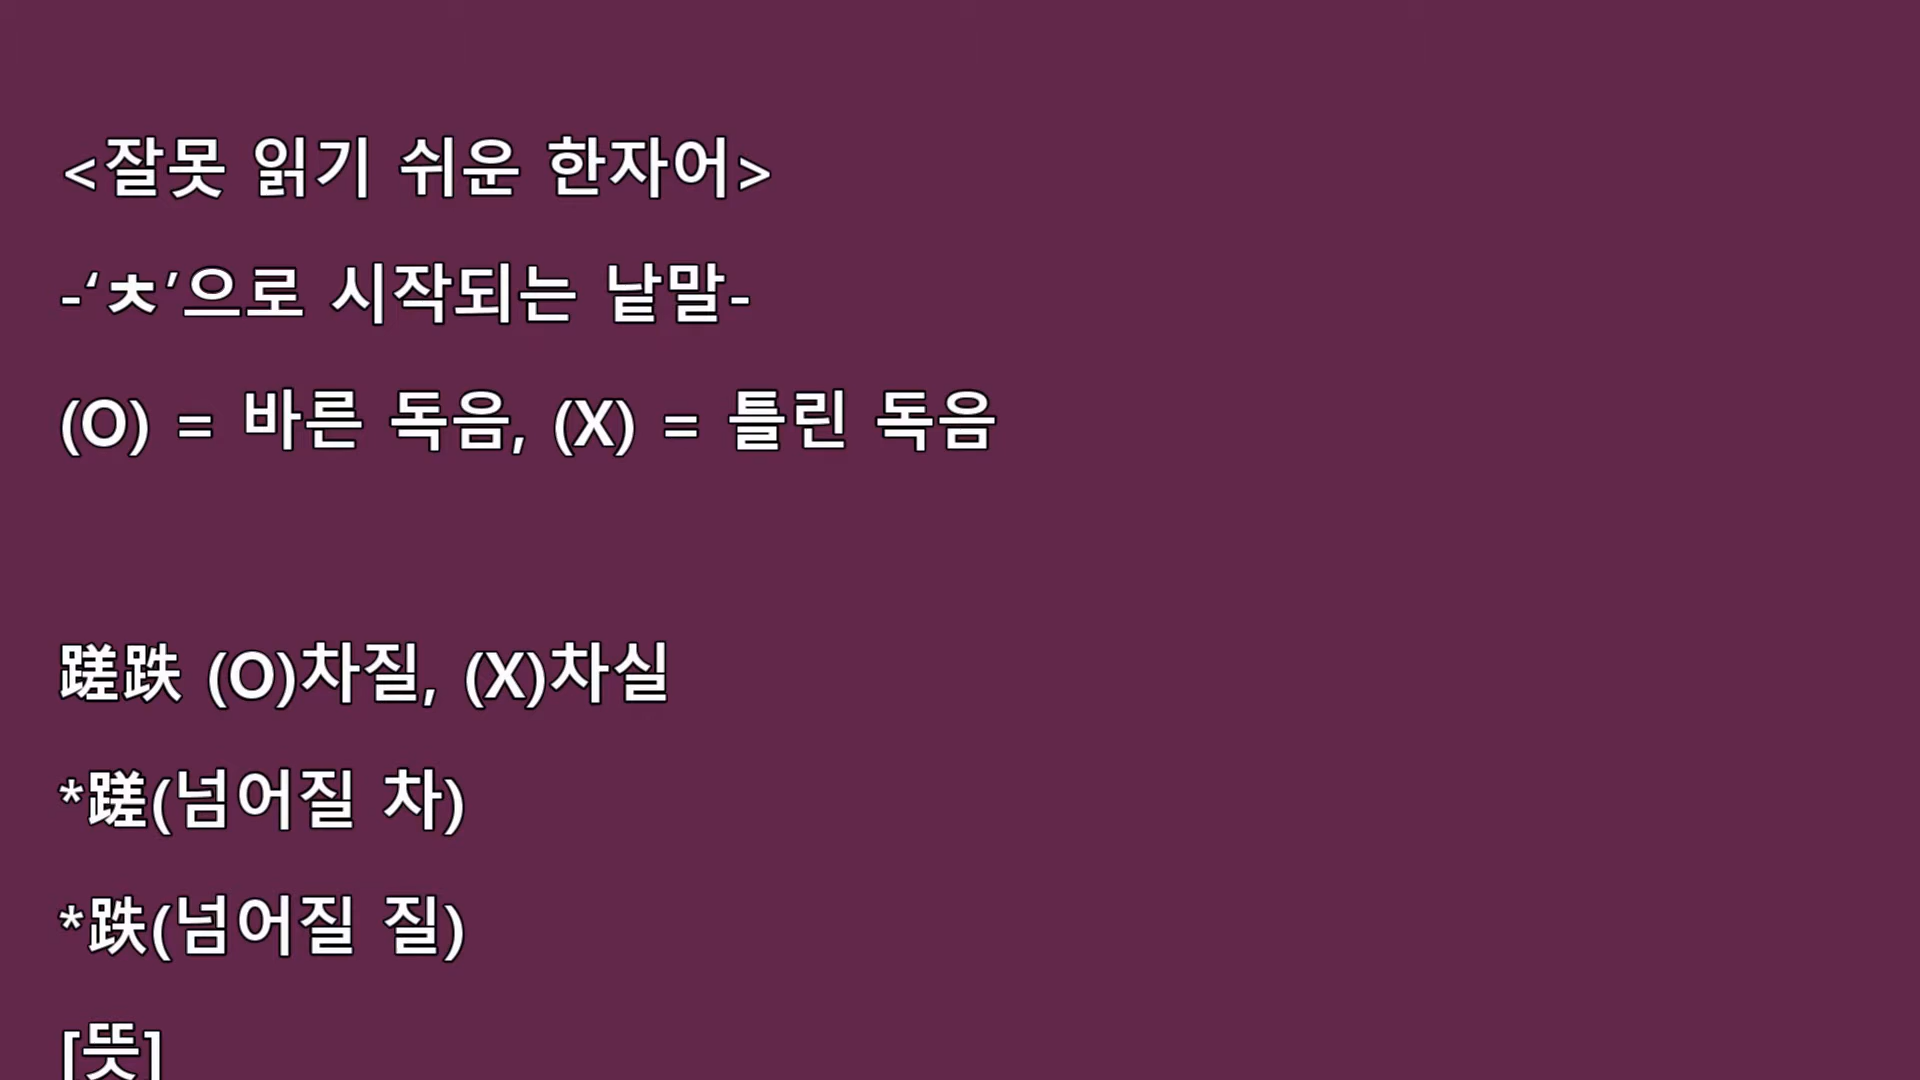 <잘못 읽기 쉬운 한자어>
-‘ㅊ’으로 시작되는 낱말-
(O) = 바른 독음, (X) = 틀린 독음
蹉跌 (O)차질, (X)차실
*蹉(넘어질 차)
*跌(넘어질 질)
[뜻]